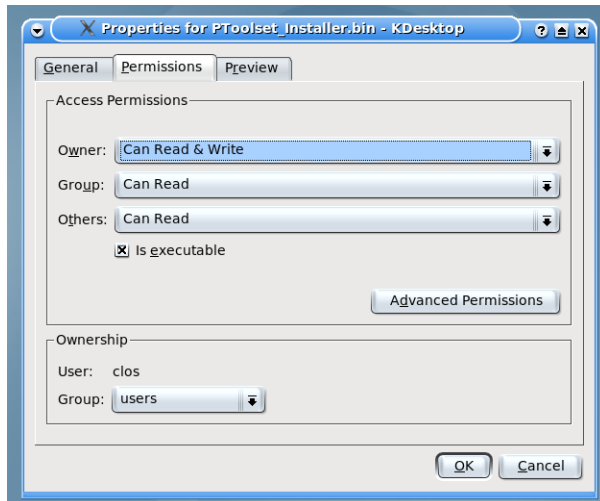 Properties for PToolset_Installer.bin - KDesktop
General Permissions Preview
Access Permissions
Owner: Can Read & Write
Group: Can Read
Others: Can Read
Is executable
Advanced Permissions
Ownership
User: clos
Group: users
OK Cancel